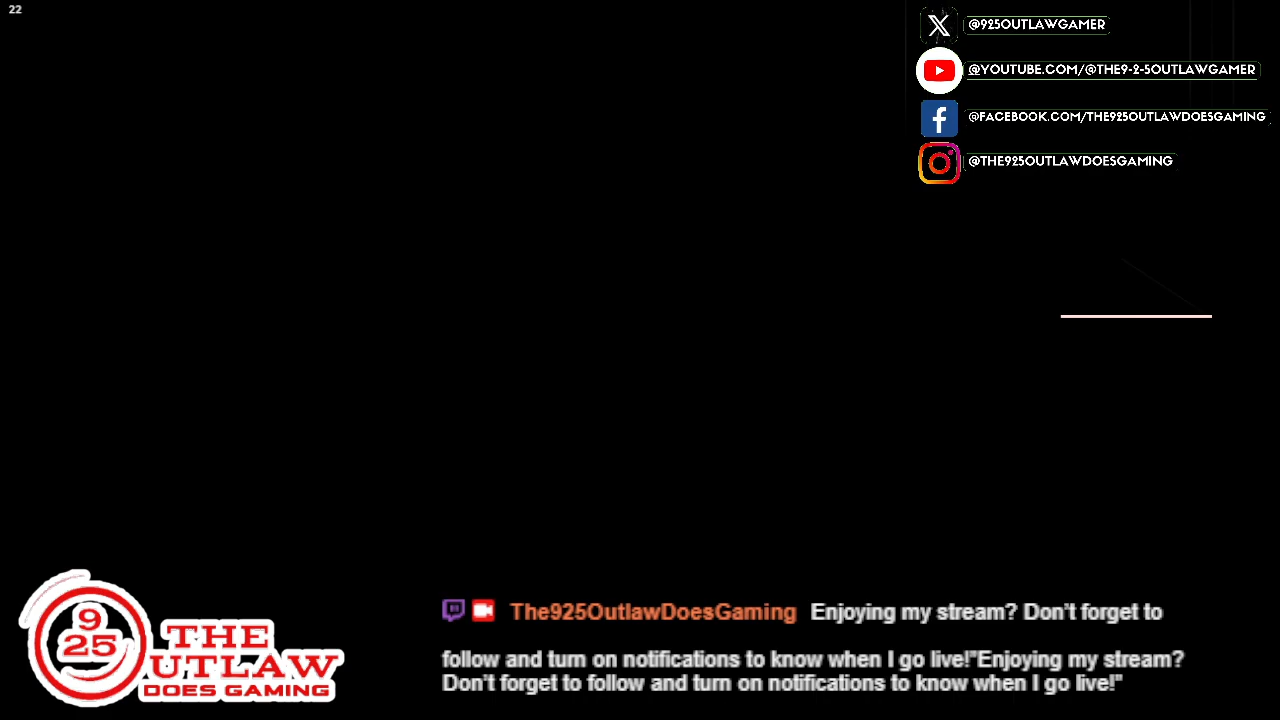 22
@925OUTLAWGAMER
@YOUTUBE.COM/@THE9-2-5OUTLAWGAMER
@FACEBOOK.COM/THE925OUTLAWDOESGAMING
@THE925OUTLAWDOESGAMING
9
25
THE
OUTLAW
DOES GAMING
The925OutlawDoesGaming Enjoying my stream? Don't forget to
follow and turn on notifications to know when I go live!"Enjoying my stream?
Don't forget to follow and turn on notifications to know when I go live!"